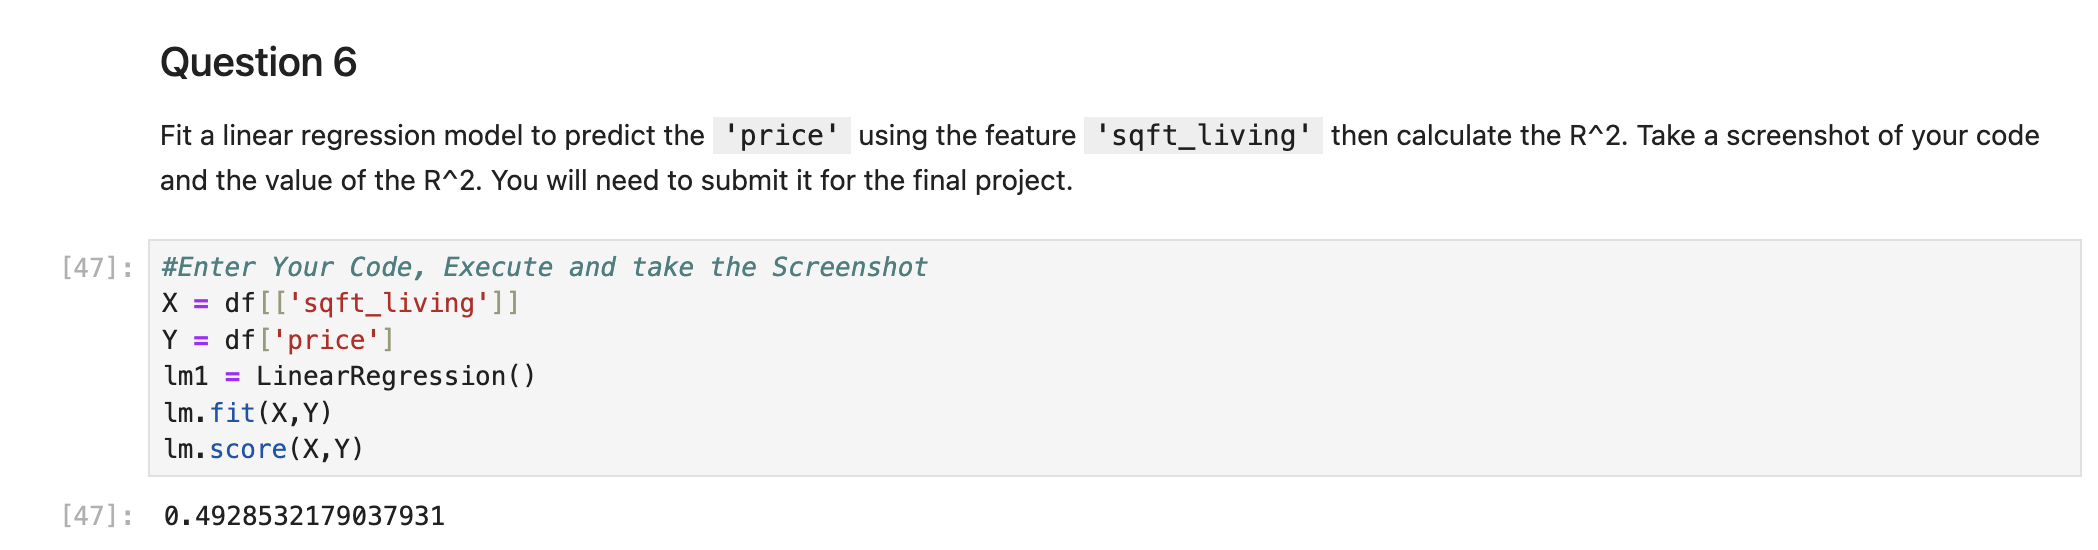 Question 6
Fit a linear regression model to predict the 'price' using the feature 'sqft_living' then calculate the R^2. Take a screenshot of your code
and the value of the R^2. You will need to submit it for the final project.
[47]: #Enter Your Code, Execute and take the Screenshot
X = df[['sqft_living']]
Y = df['price']
lm1 = LinearRegression()
lm.fit(X,Y)
lm.score(X,Y)
[47]: 0.4928532179037931